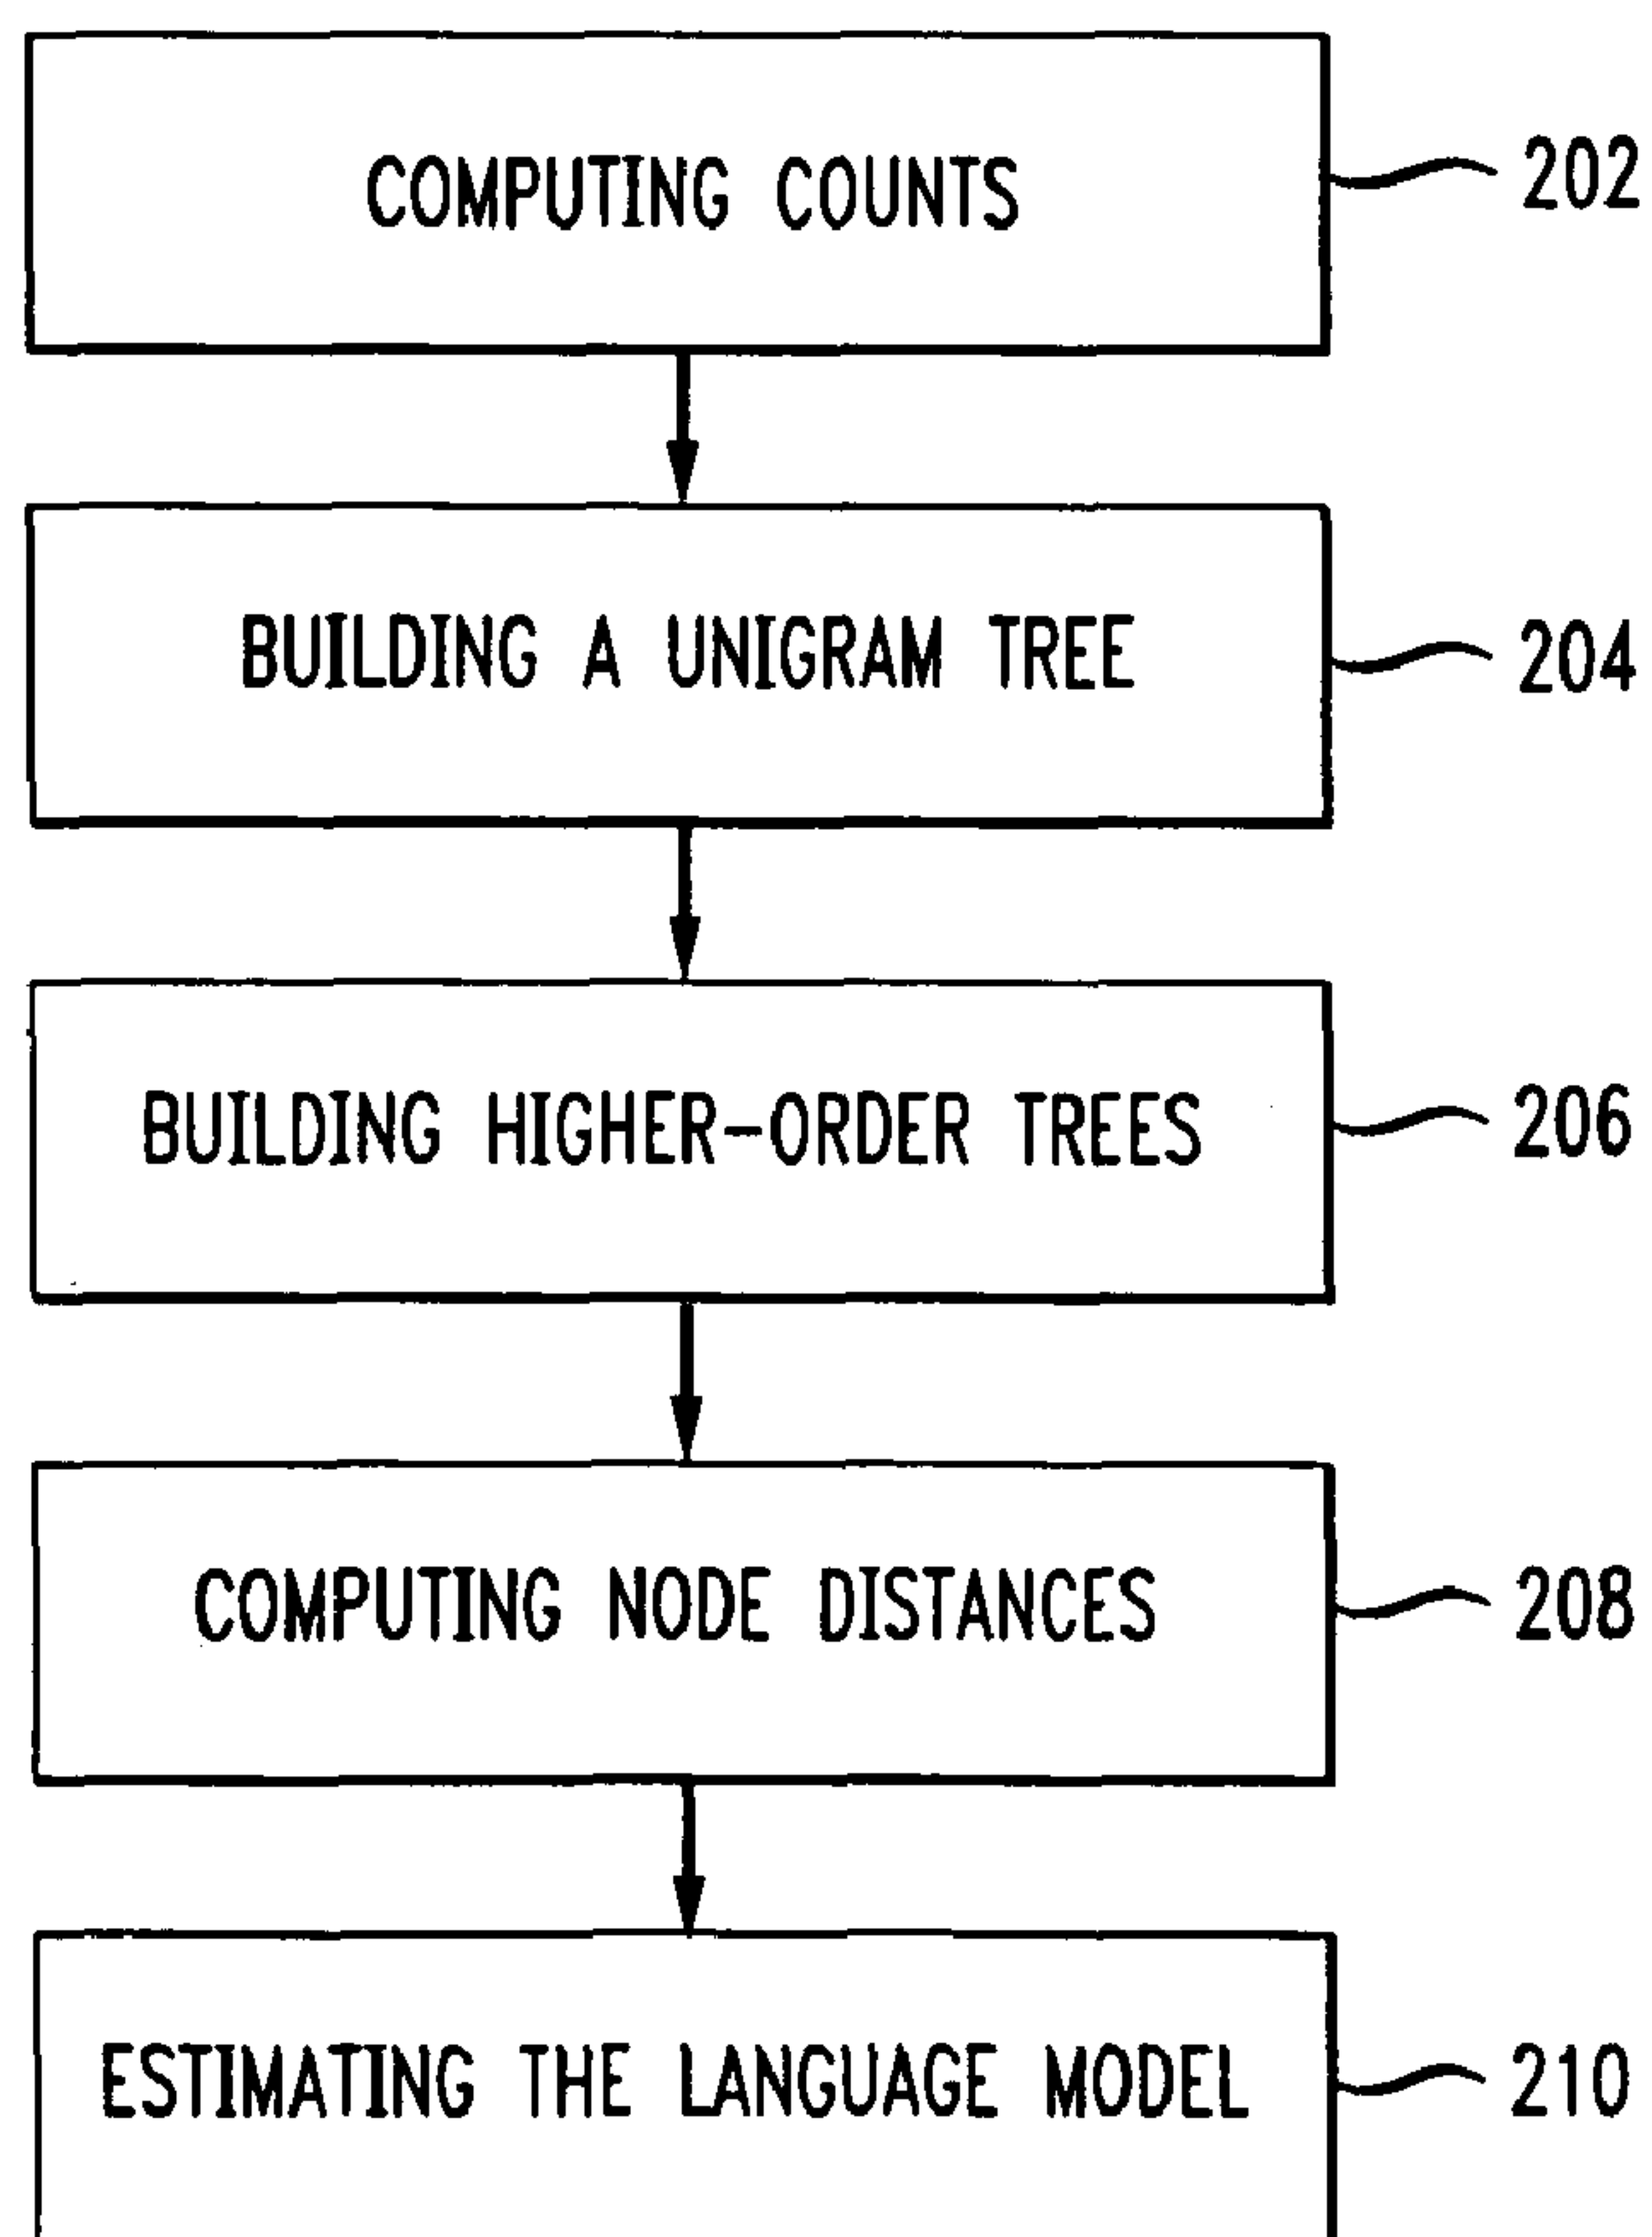 COMPUTING COUNTS
202
BUILDING A UNIGRAM TREE
204
BUILDING HIGHER-ORDER TREES
206
COMPUTING NODE DISTANCES
208
ESTIMATING THE LANGUAGE MODEL
210